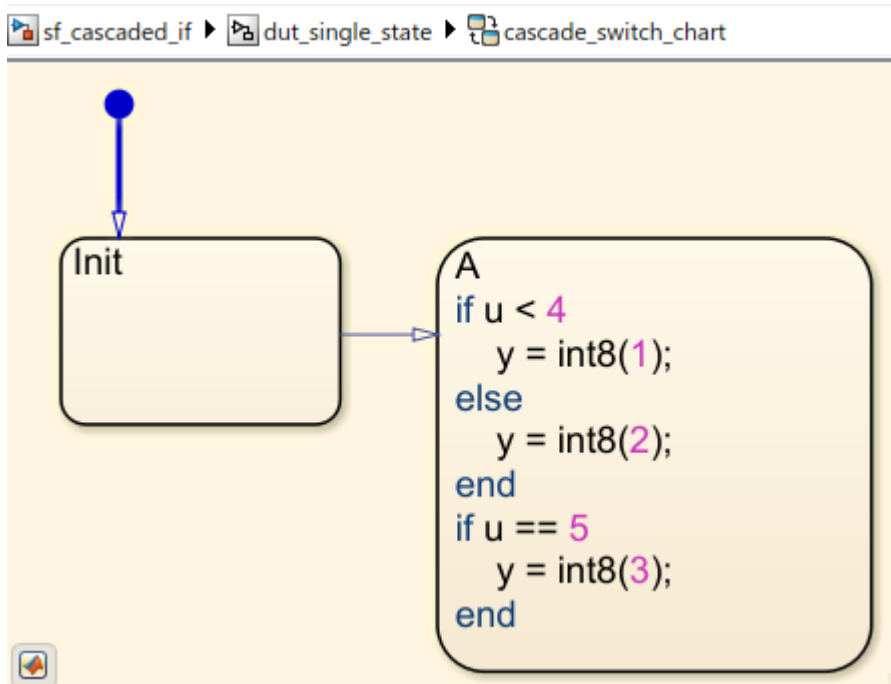 sf_cascaded_if dut_single_state cascade_switch_chart
Init
A
if u < 4
y = int8(1);
else
y = int8(2);
end
if u == 5
y = int8(3);
end